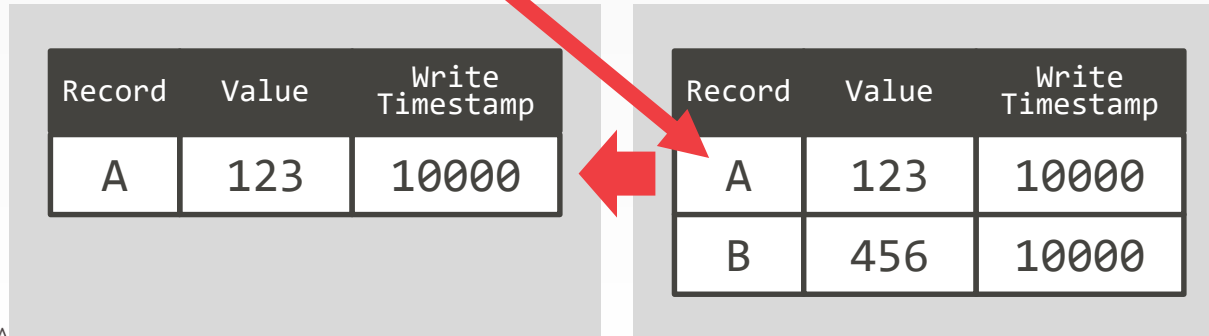 Record Value Write Timestamp
A 123 10000
Record Value Write Timestamp
A 123 10000
B 456 10000